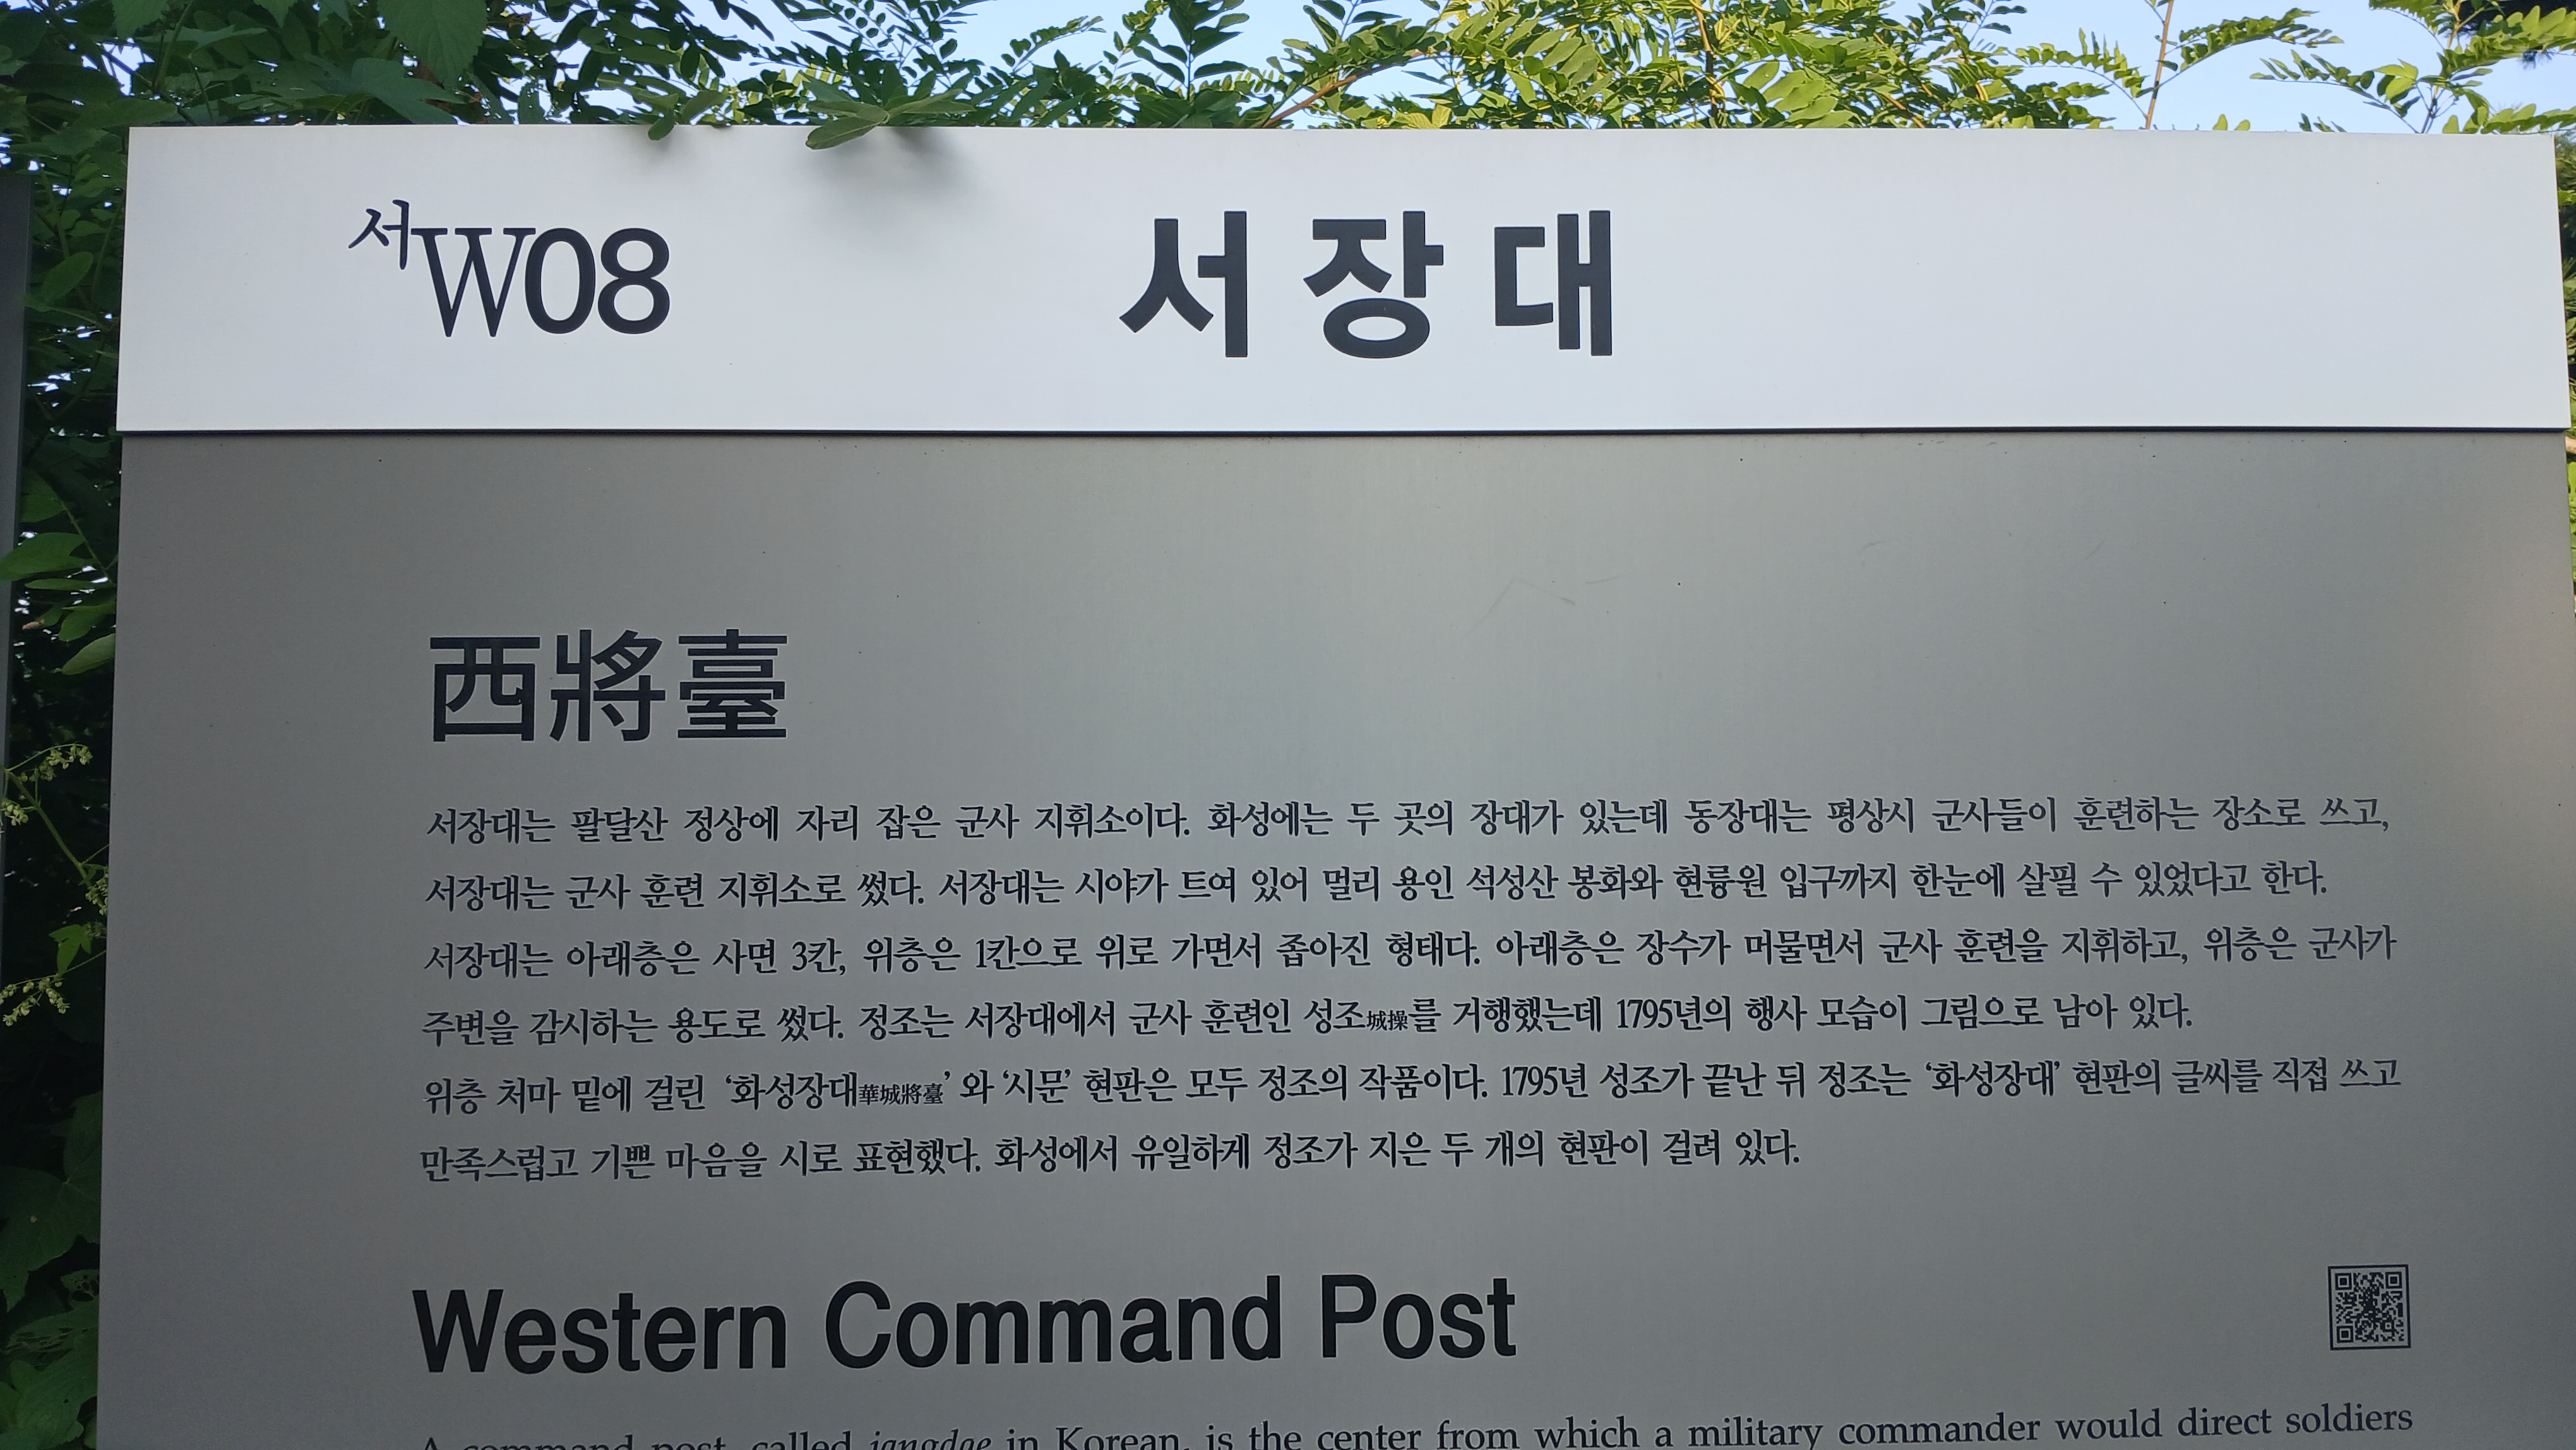 서W08
서장대
西將臺
서장대는 팔달산 정상에 자리 잡은 군사 지휘소이다. 화성에는 두 곳의 장대가 있는데 동장대는 평상시 군사들이 훈련하는 장소로 쓰고,
서장대는 군사 훈련 지휘소로 썼다. 서장대는 시야가 트여 있어 멀리 용인 석성산 봉화와 현륭원 입구까지 한눈에 살필 수 있었다고 한다.
서장대는 아래층은 사면 3칸, 위층은 1칸으로 위로 가면서 좁아진 형태다. 아래층은 장수가 머물면서 군사 훈련을 지휘하고, 위층은 군사가
주변을 감시하는 용도로 썼다. 정조는 서장대에서 군사 훈련인 성조城操를 거행했는데 1795년의 행사 모습이 그림으로 남아 있다.
위층 처마 밑에 걸린 ‘화성장대華城將臺’와 ‘시문’ 현판은 모두 정조의 작품이다. 1795년 성조가 끝난 뒤 정조는 ‘화성장대’ 현판의 글씨를 직접 쓰고
만족스럽고 기쁜 마음을 시로 표현했다. 화성에서 유일하게 정조가 지은 두 개의 현판이 걸려 있다.
Western Command Post
A command post, called jangdae in Korean, is the center from which a military commander would direct soldiers